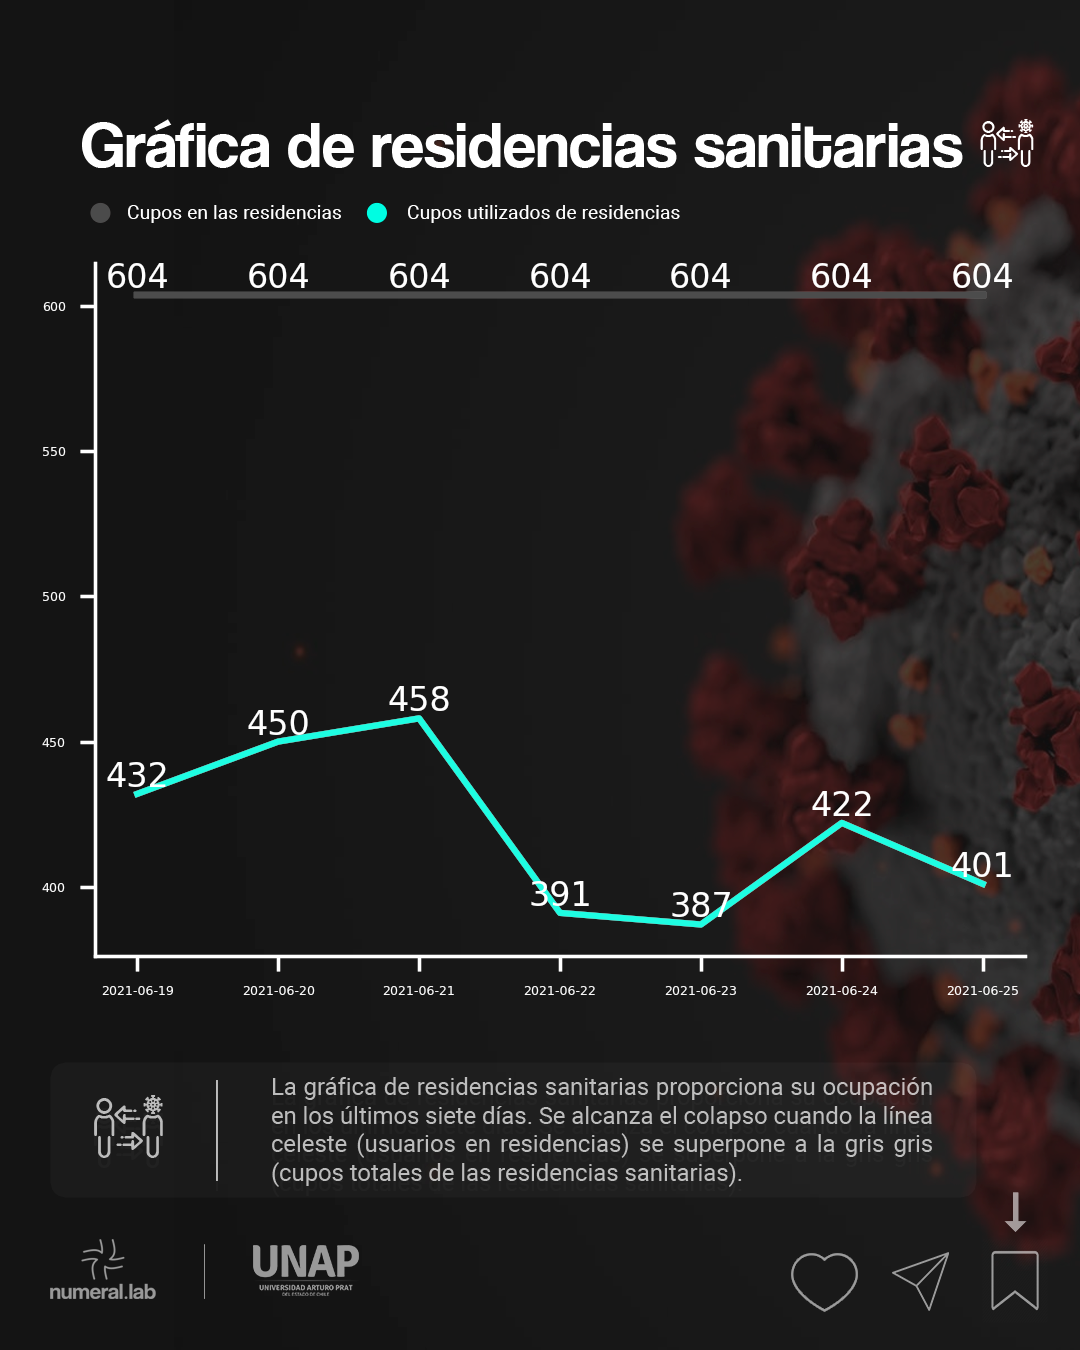 Gráfica de residencias sanitarias
Cupos en las residencias Cupos utilizados de residencias
604 604 604 604 604 604 604
600
550
500
450
400
432 450 458 391 387 422 401
2021-06-19 2021-06-20 2021-06-21 2021-06-22 2021-06-23 2021-06-24 2021-06-25
La gráfica de residencias sanitarias proporciona su ocupación
en los últimos siete días. Se alcanza el colapso cuando la línea
celeste (usuarios en residencias) se superpone a la gris gris
(cupos totales de las residencias sanitarias).
numeral.lab
UNAP
UNIVERSIDAD ARTURO PRAT
DEL ESTADO DE CHILE